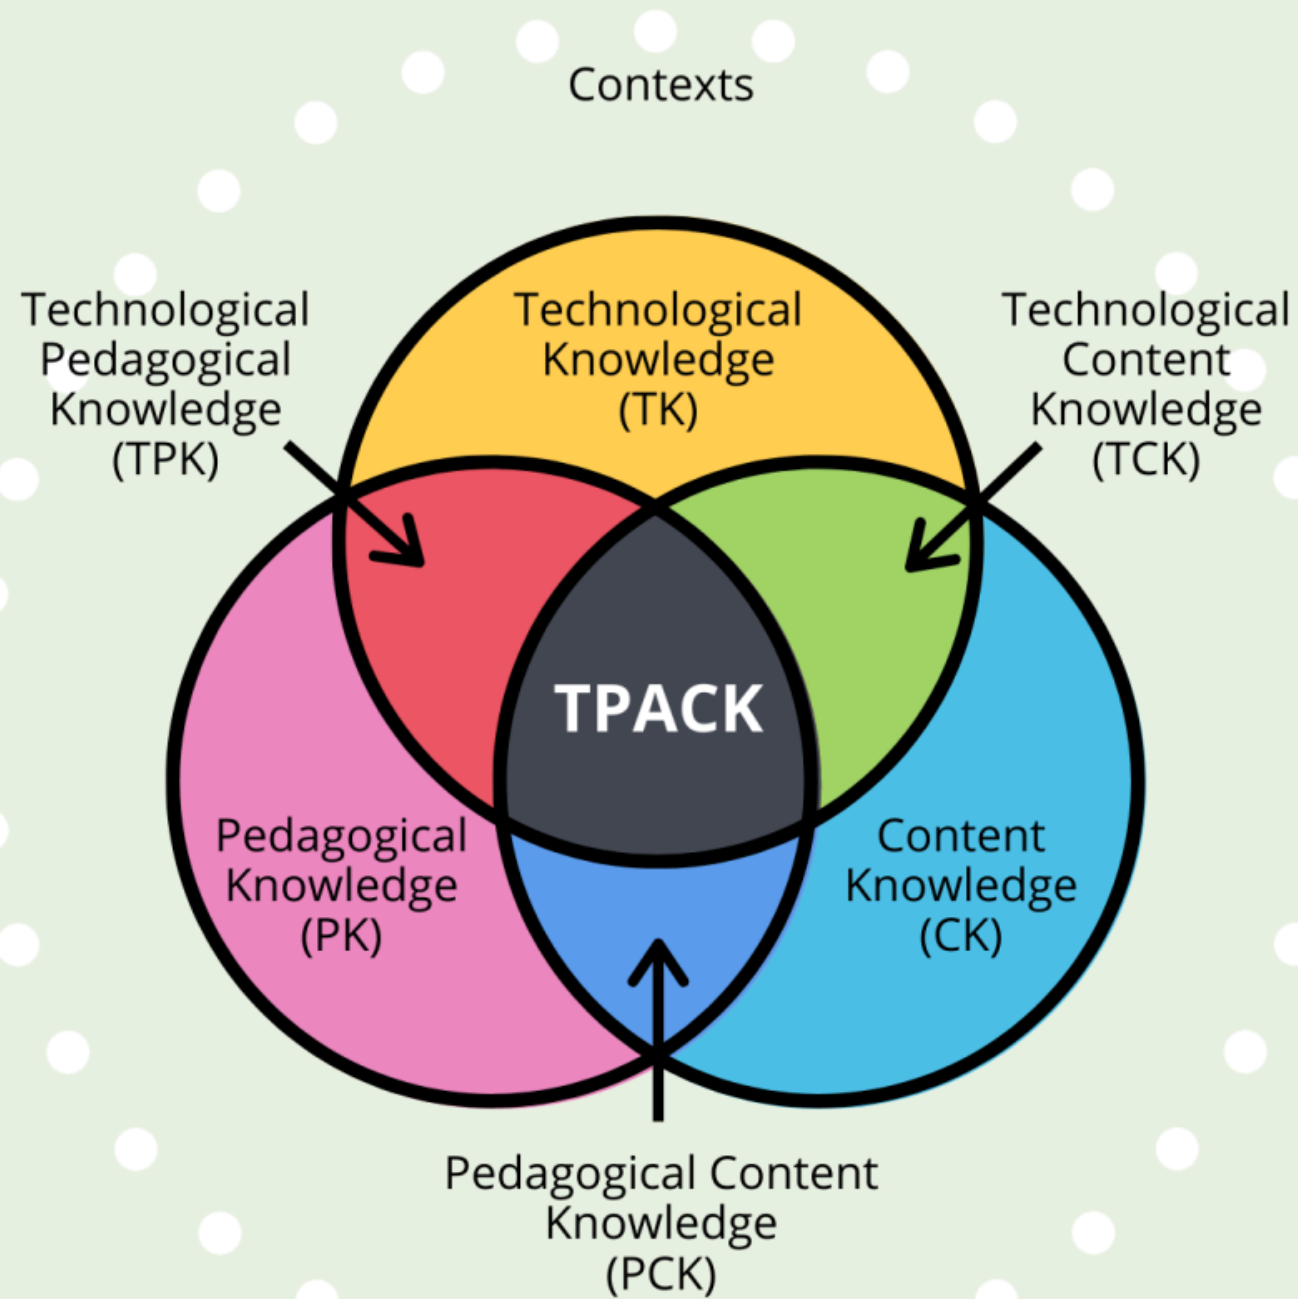 Contexts
Technological
Pedagogical
Knowledge
(TPK)
Technological
Knowledge
(TK)
Technological
Content
Knowledge
(TCK)
TPACK
Pedagogical
Knowledge
(PK)
Content
Knowledge
(CK)
Pedagogical Content
Knowledge
(PCK)